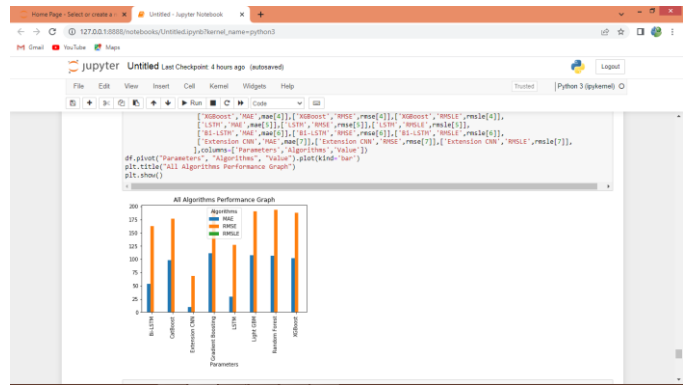 Home Page - Select or create a n
Untitled - Jupyter Notebook
127.0.0.1:8888/notebooks/Untitled.ipynb?kernel_name=python3
Gmail YouTube Maps
jupyter Untitled Last Checkpoint: 4 hours ago (autosaved)
Logout
File Edit View Insert Cell Kernel Widgets Help
Trusted Python 3 (ipykernel)
Run Code
['XGBoost','MAE',mae[4]],['XGBoost','RMSE',rmse[4]],['XGBoost','RMSLE',rmsle[4]],
['LSTM','MAE',mae[5]],['LSTM','RMSE',rmse[5]],['LSTM','RMSLE',rmsle[5]],
['Bi-LSTM','MAE',mae[6]],['Bi-LSTM','RMSE',rmse[6]],['Bi-LSTM','RMSLE',rmsle[6]],
['Extension CNN','MAE',mae[7]],['Extension CNN','RMSE',rmse[7]],['Extension CNN','RMSLE',rmsle[7]],
],columns=['Parameters','Algorithms','Value'])
df.pivot("Parameters", "Algorithms", "Value").plot(kind='bar')
plt.title("All Algorithms Performance Graph")
plt.show()
All Algorithms Performance Graph
Algorithms
MAE
RMSE
RMSLE
200
175
150
125
100
75
50
25
0
Bi-LSTM
CatBoost
Extension CNN
Gradient Boosting
LSTM
Light GBM
Random Forest
XGBoost
Parameters